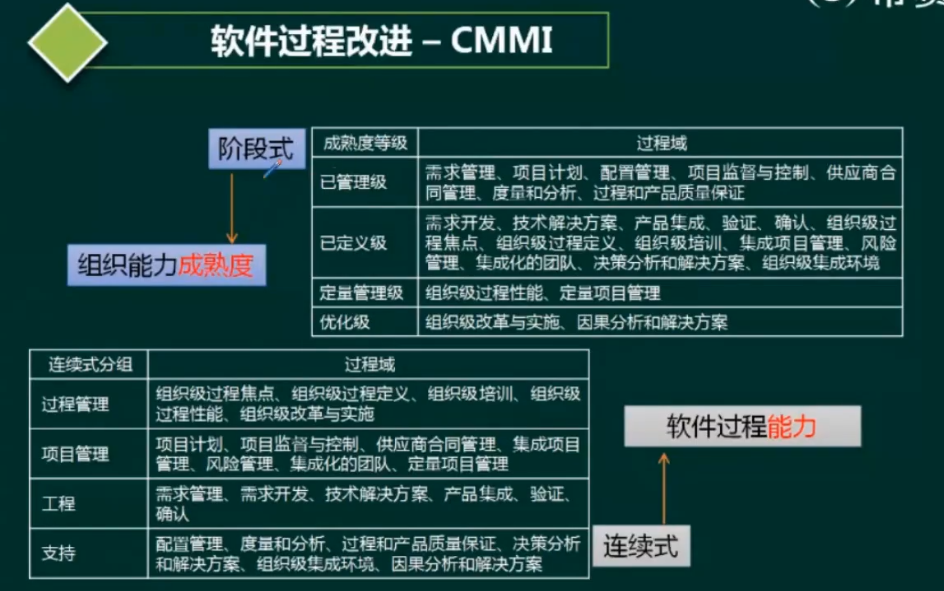 软件过程改进 – CMMI
阶段式
组织能力成熟度
成熟度等级 过程域
已管理级 需求管理、项目计划、配置管理、项目监督与控制、供应商合
同管理、度量和分析、过程和产品质量保证
已定义级 需求开发、技术解决方案、产品集成、验证、确认、组织级过
程焦点、组织级过程定义、组织级培训、集成项目管理、风险
管理、集成化的团队、决策分析和解决方案、组织级集成环境
定量管理级 组织级过程性能、定量项目管理
优化级 组织级改革与实施、因果分析和解决方案
连续式分组 过程域
过程管理 组织级过程焦点、组织级过程定义、组织级培训、组织级
过程性能、组织级改革与实施
项目管理 项目计划、项目监督与控制、供应商合同管理、集成项目
管理、风险管理、集成化的团队、定量项目管理
工程 需求管理、需求开发、技术解决方案、产品集成、验证、
确认
支持 配置管理、度量和分析、过程和产品质量保证、决策分析
和解决方案、组织级集成环境、因果分析和解决方案
软件过程能力
连续式